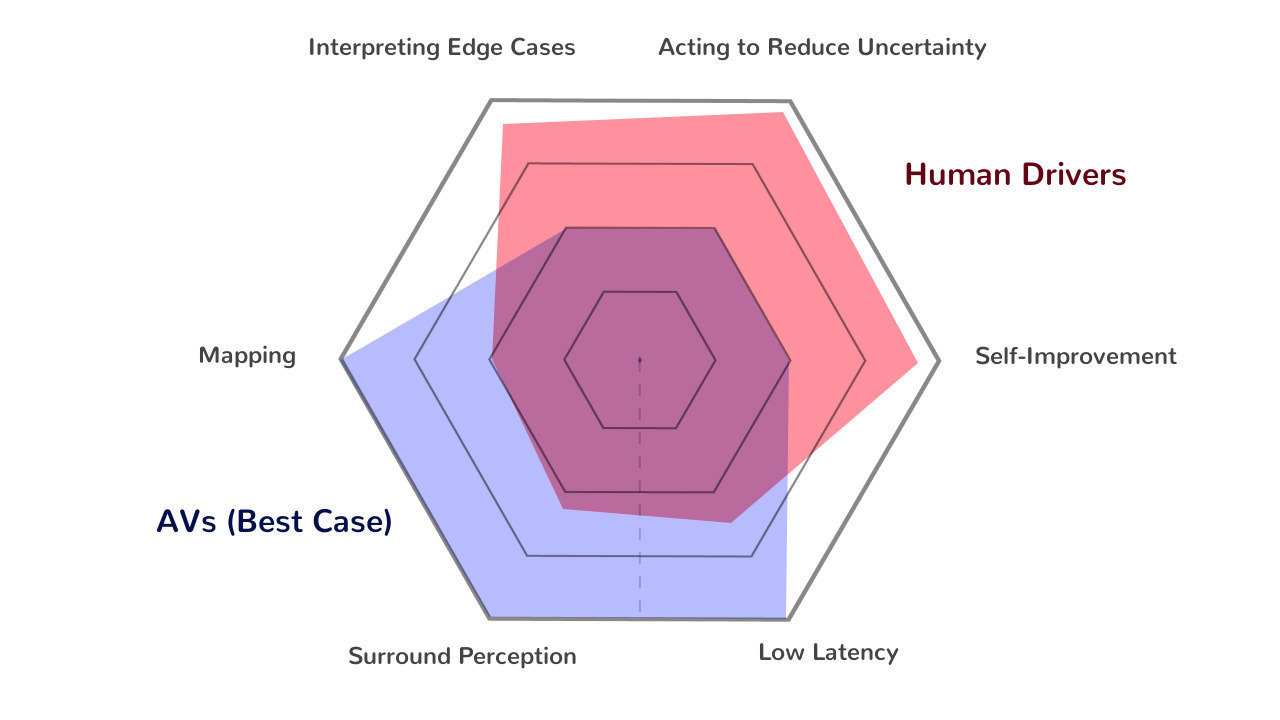 Interpreting Edge Cases
Acting to Reduce Uncertainty
Human Drivers
Mapping
Self-Improvement
AVs (Best Case)
Surround Perception
Low Latency